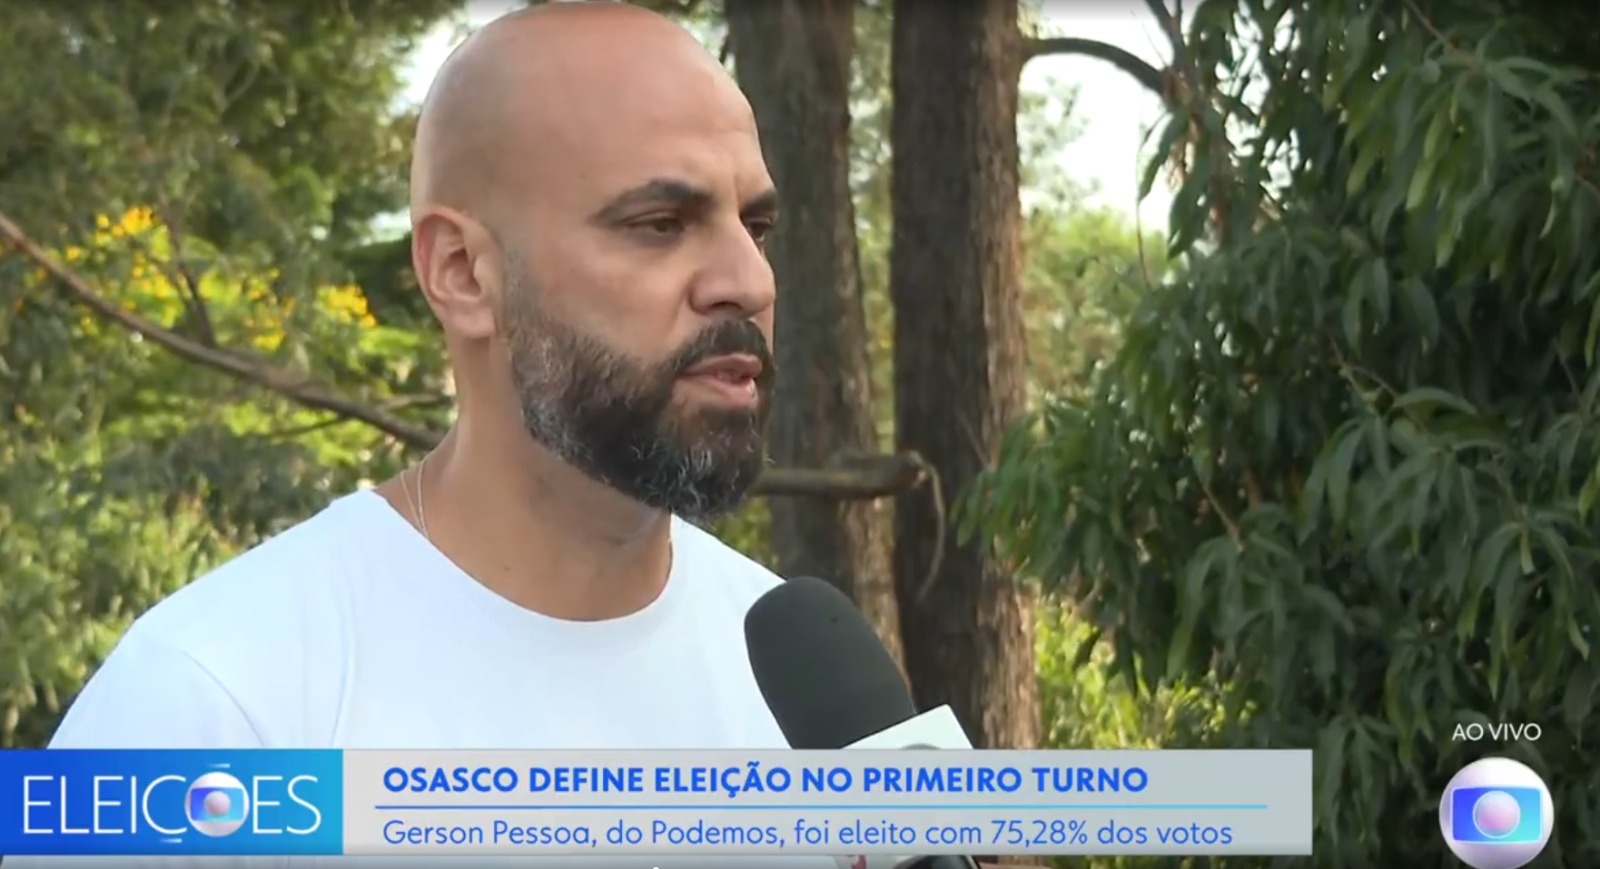 AO VIVO
ELEIÇÕES
OSASCO DEFINE ELEIÇÃO NO PRIMEIRO TURNO
Gerson Pessoa, do Podemos, foi eleito com 75,28% dos votos